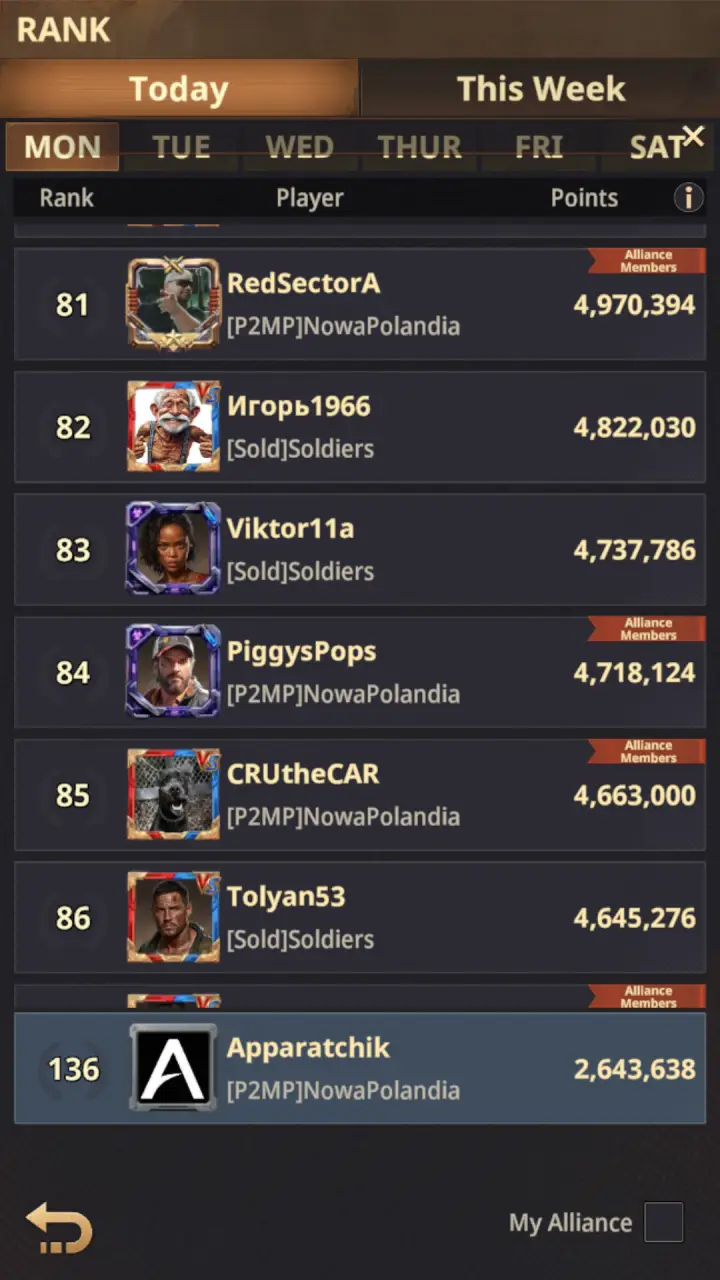 RANK
Today
This Week
MON
TUE
WED
THUR
FRI
SAT
Rank
Player
Points
Alliance
Members
81
RedSectorA
[P2MP]NowaPolandia
4,970,394
82
Игорь1966
[Sold]Soldiers
4,822,030
83
Viktor11a
[Sold]Soldiers
4,737,786
Alliance
Members
84
PiggysPops
[P2MP]NowaPolandia
4,718,124
Alliance
Members
85
CRUtheCAR
[P2MP]NowaPolandia
4,663,000
86
Tolyan53
[Sold]Soldiers
4,645,276
Alliance
Members
136
Apparatchik
[P2MP]NowaPolandia
2,643,638
My Alliance